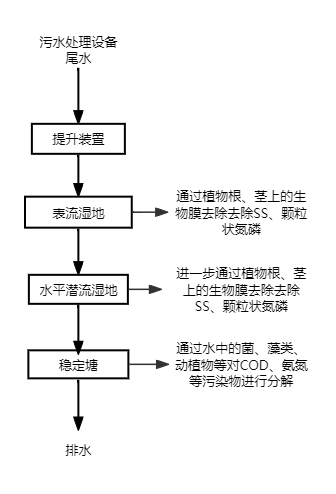 污水处理设备
尾水
提升装置
表流湿地
通过植物根、茎上的生
物膜去除去除SS、颗粒
状氮磷
水平潜流湿地
进一步通过植物根、茎
上的生物膜去除去除
SS、颗粒状氮磷
稳定塘
通过水中的菌、藻类、
动植物等对COD、氨氮
等污染物进行分解
排水